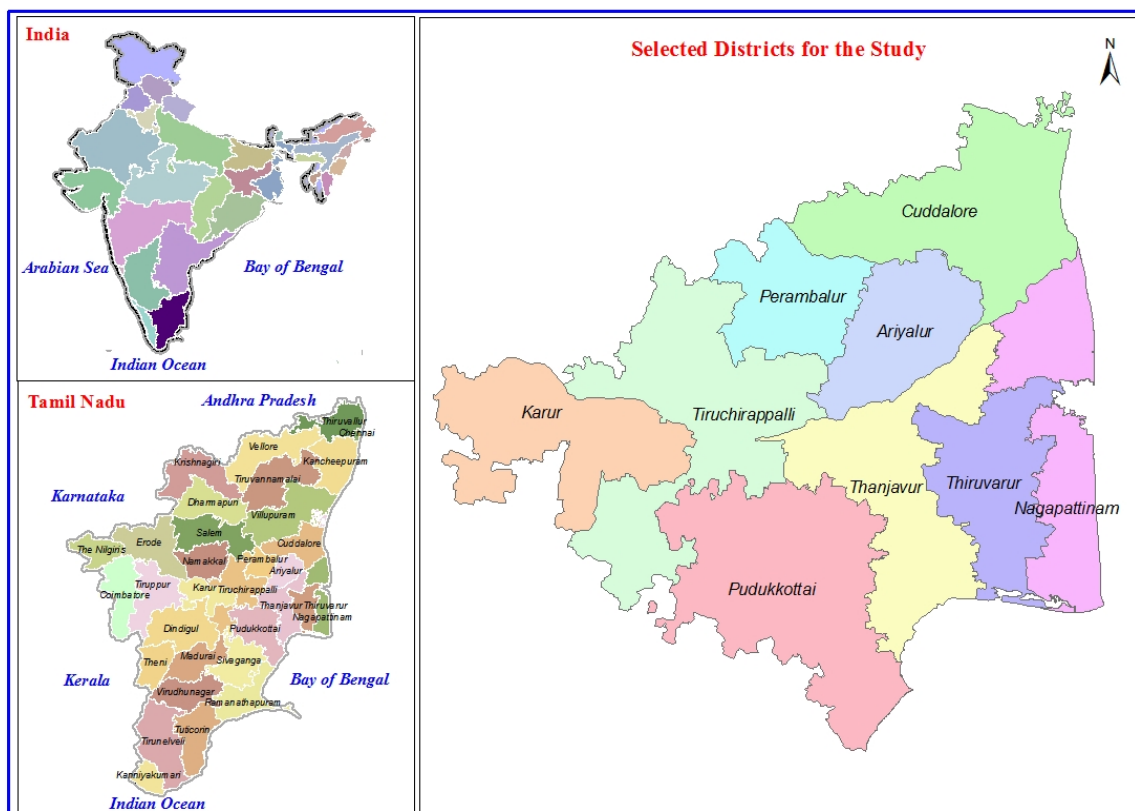 India
Arabian Sea
Bay of Bengal
Indian Ocean
Tamil Nadu
Andhra Pradesh
Thiruvallur
Chennai
Vellore
Kancheepuram
Krishnagiri
Tiruvannamalai
Karnataka
Dharmapuri
Villupuram
Salem
Erode
The Nilgiris
Cuddalore
Namakkal
Perambalur
Ariyalur
Coimbatore
Tiruppur
Karur
Tiruchirappalli
Thanjavur
Thiruvarur
Nagapattinam
Dindigul
Pudukkottai
Madurai
Sivaganga
Theni
Kerala
Bay of Bengal
Virudhunagar
Ramanathapuram
Tuticorin
Tirunelveli
Kanniyakumari
Indian Ocean
Selected Districts for the Study
N
Cuddalore
Perambalur
Ariyalur
Karur
Tiruchirappalli
Thanjavur
Thiruvarur
Nagapattinam
Pudukkottai